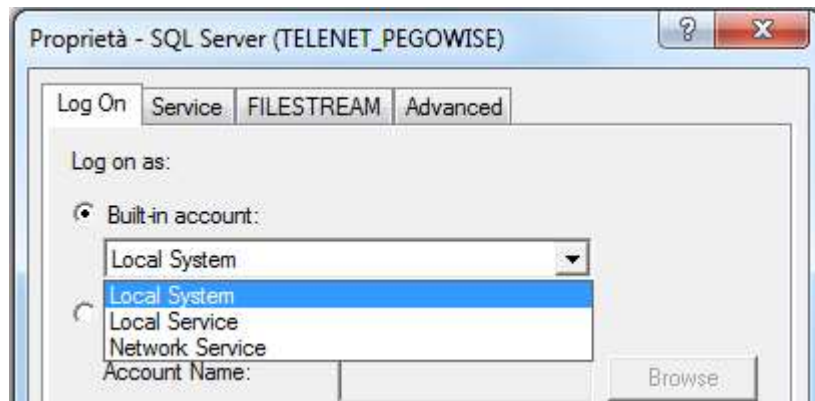 Proprietà - SQL Server (TELENET_PEGOWISE)
Log On Service FILESTREAM Advanced
Log on as:
Built-in account:
Local System
Local System
Local Service
Network Service
Account Name:
Browse